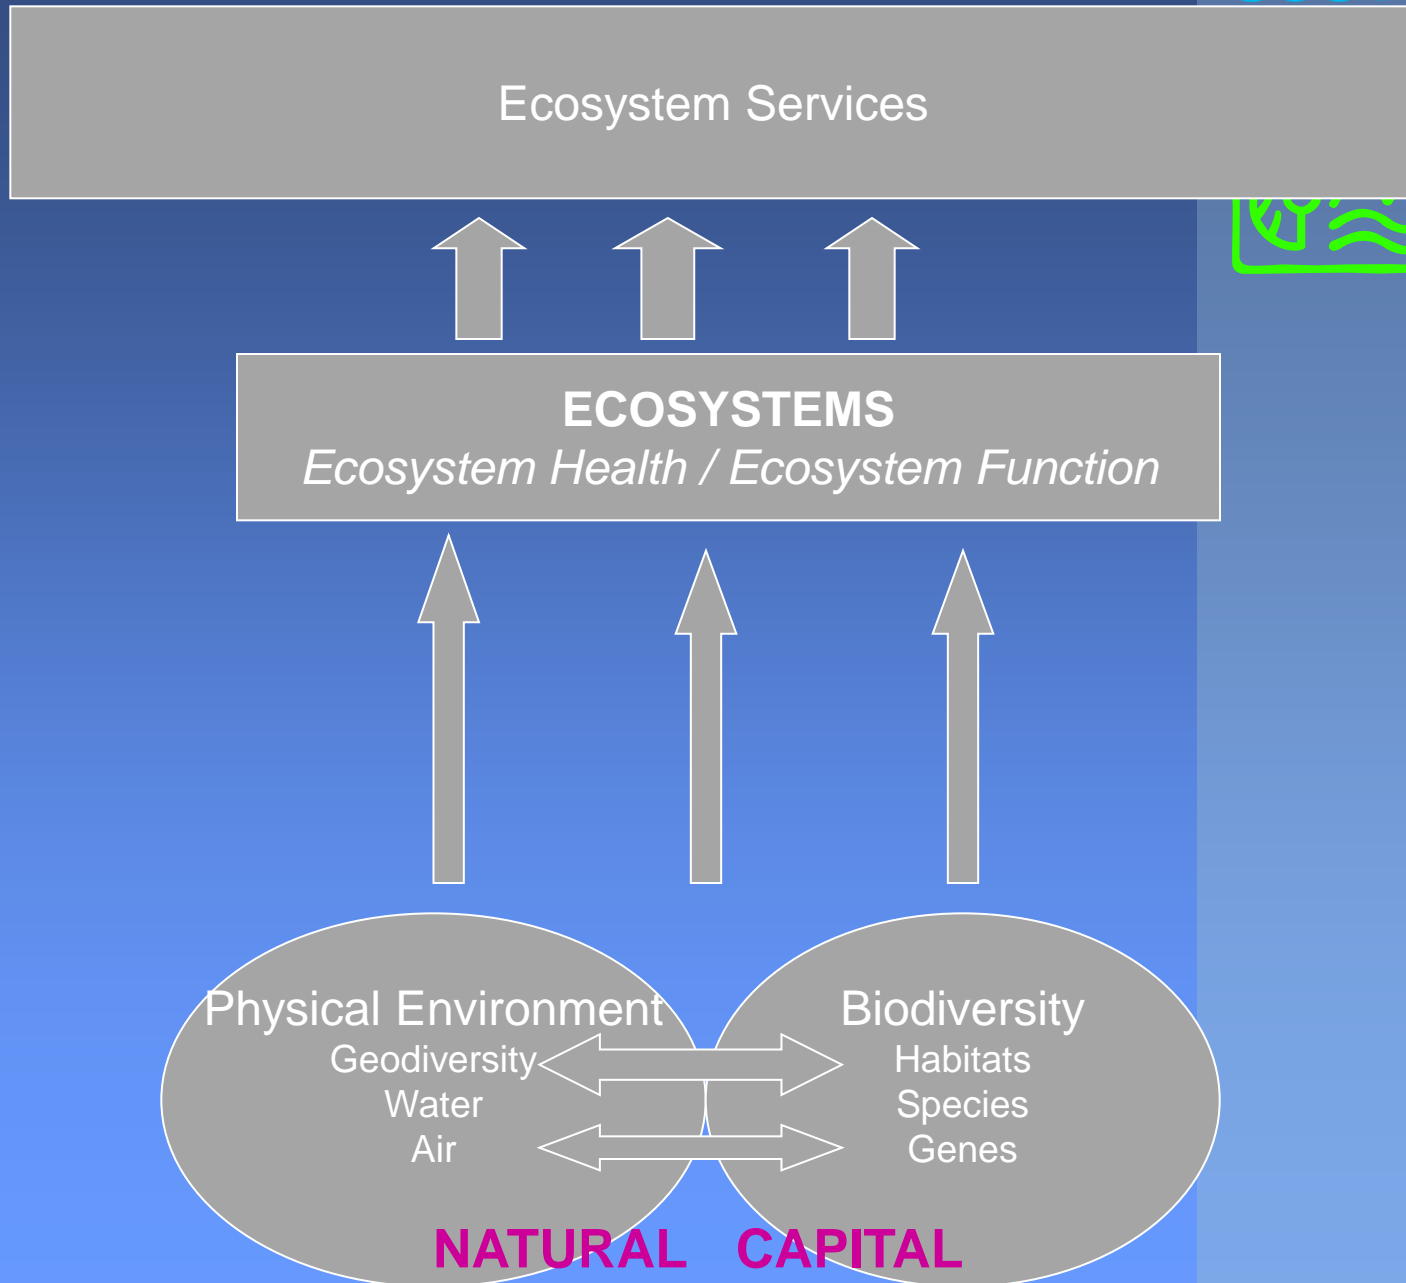 Ecosystem Services
ECOSYSTEMS
Ecosystem Health / Ecosystem Function
Physical Environment
Geodiversity
Water
Air
Biodiversity
Habitats
Species
Genes
NATURAL CAPITAL